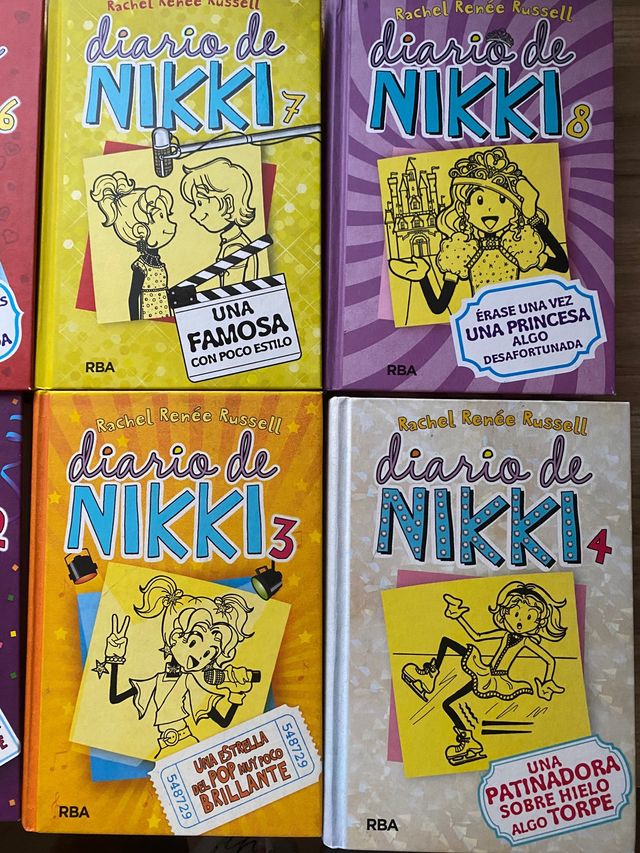 6
Rachel Renée Russell
diario de
NIKKI 7
UNA
FAMOSA
CON POCO ESTILO
RBA
Rachel Renée Russell
diario de
NIKKI 8
ÉRASE UNA VEZ
UNA PRINCESA
ALGO
DESAFORTUNADA
RBA
Rachel Renée Russell
diario de
NIKKI 3
548729
UNA ESTRELLA
DEL POP MUY POCO
BRILLANTE
548729
RBA
Rachel Renée Russell
diario de
NIKKI 4
UNA
PATINADORA
SOBRE HIELO
ALGO TORPE
RBA